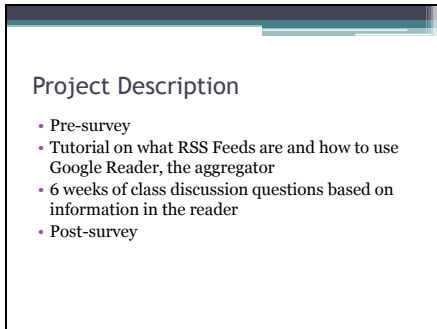 Project Description
• Pre-survey
• Tutorial on what RSS Feeds are and how to use
Google Reader, the aggregator
• 6 weeks of class discussion questions based on
information in the reader
• Post-survey